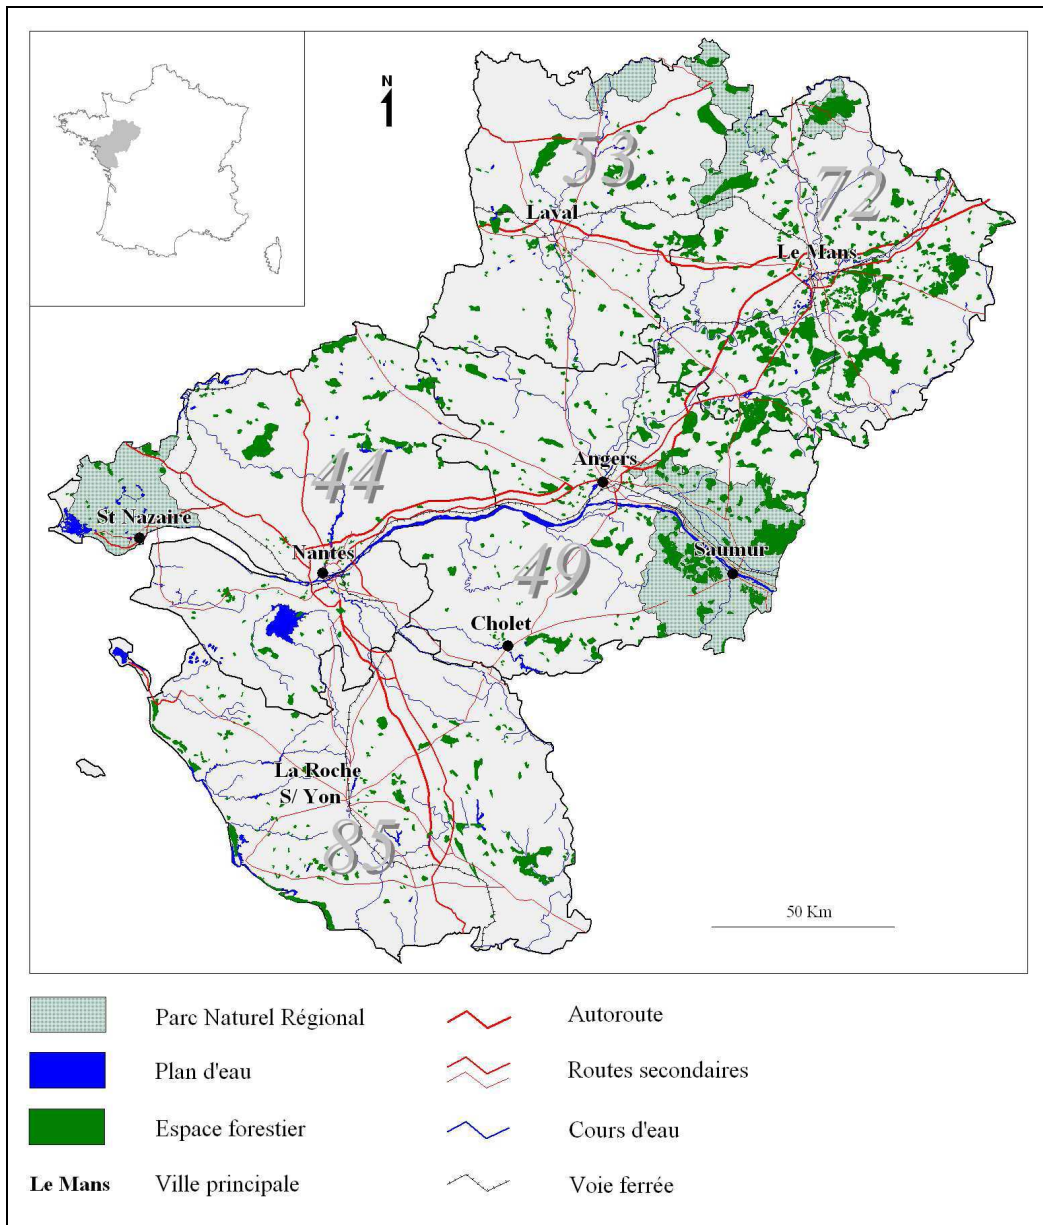 N
53
72
Laval
Le Mans
44
Angers
St Nazaire
Nantes
49
Saumur
Cholet
La Roche
S/ Yon
85
50 Km
Parc Naturel Régional
Autoroute
Plan d'eau
Routes secondaires
Espace forestier
Cours d'eau
Le Mans
Ville principale
Voie ferrée